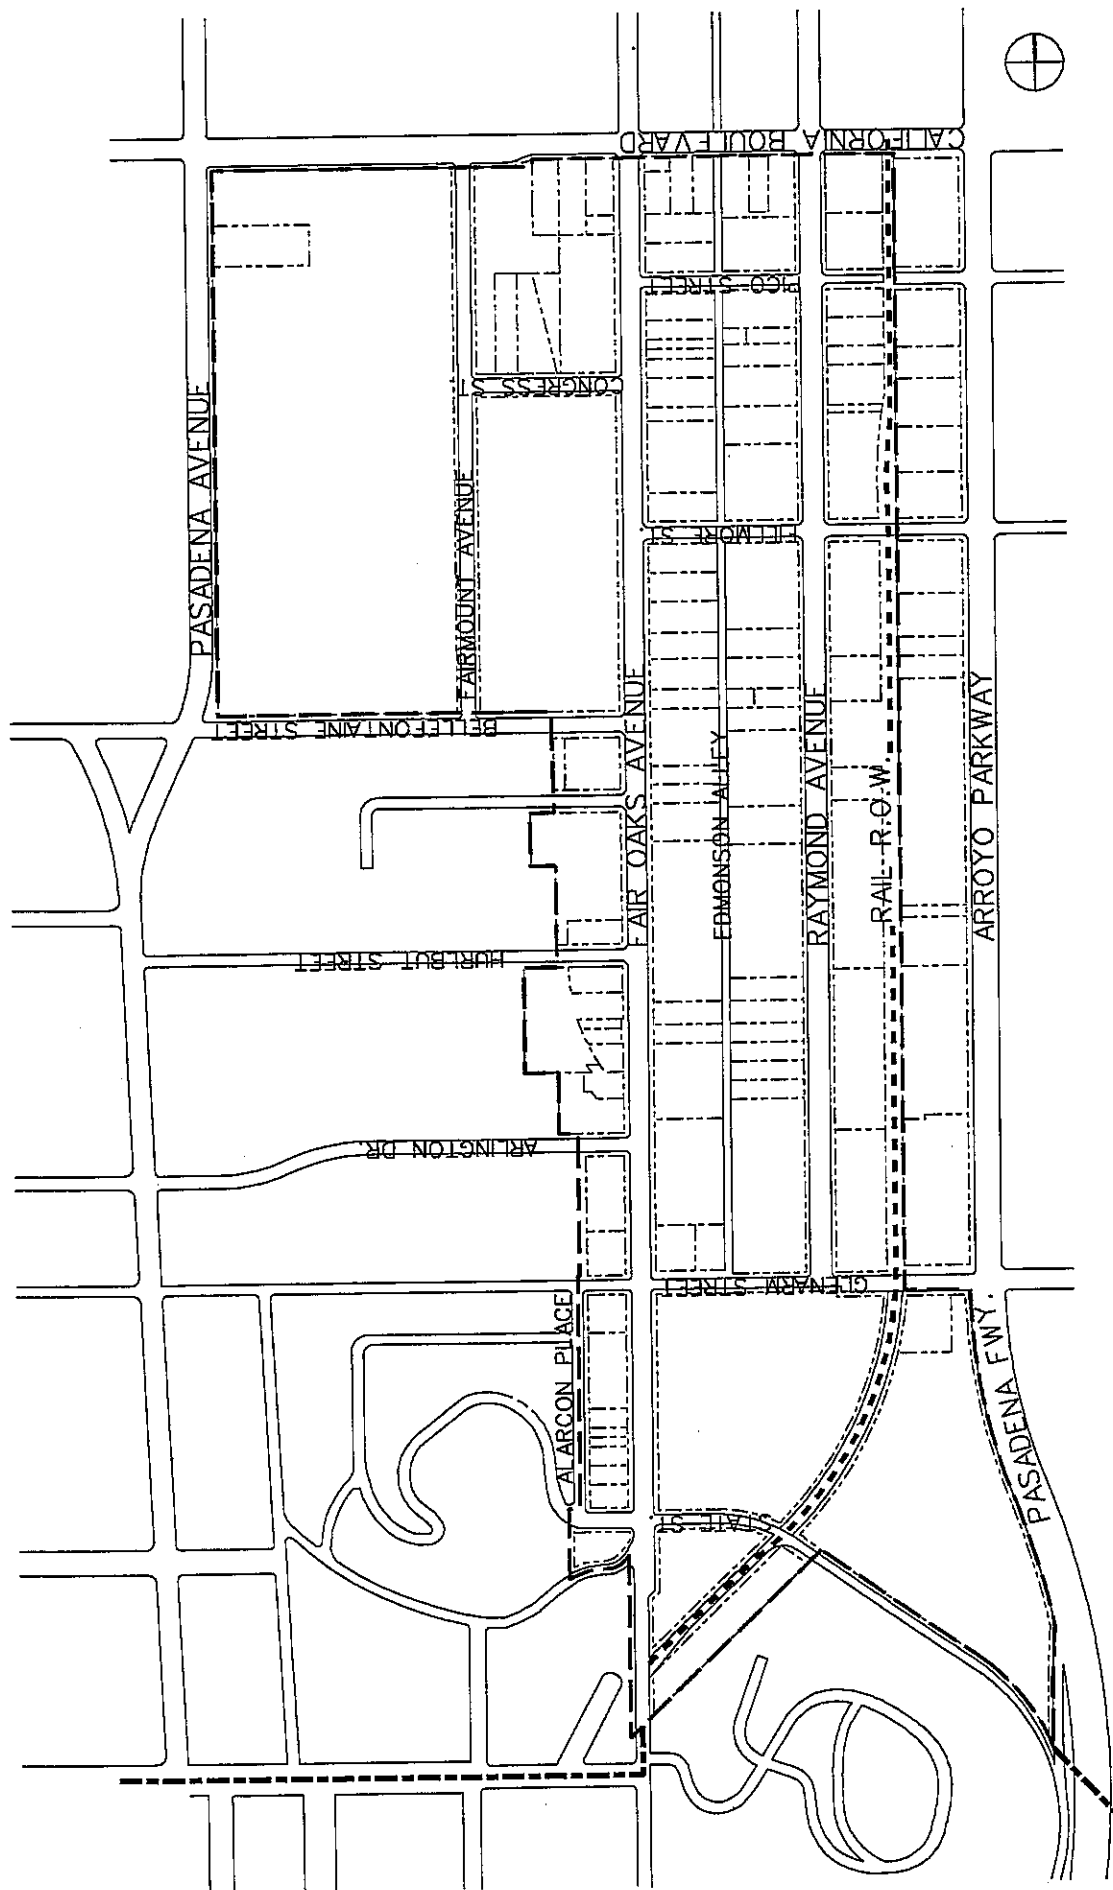 CALIFORNIA BOULEVARD
PICO STREET
CONGRESS ST
PASADENA AVENUE
FAIRMOUNT AVENUE
FILLMORE ST
BELLEFONTAINE STREET
FAIR OAKS AVENUE
EDMONSON ALLEY
RAYMOND AVENUE
RAIL R.O.W.
ARROYO PARKWAY
HURLBUT STREET
ARLINGTON DR.
GLENARM STREET
ALARCON PLACE
PASADENA FWY.
STATE ST